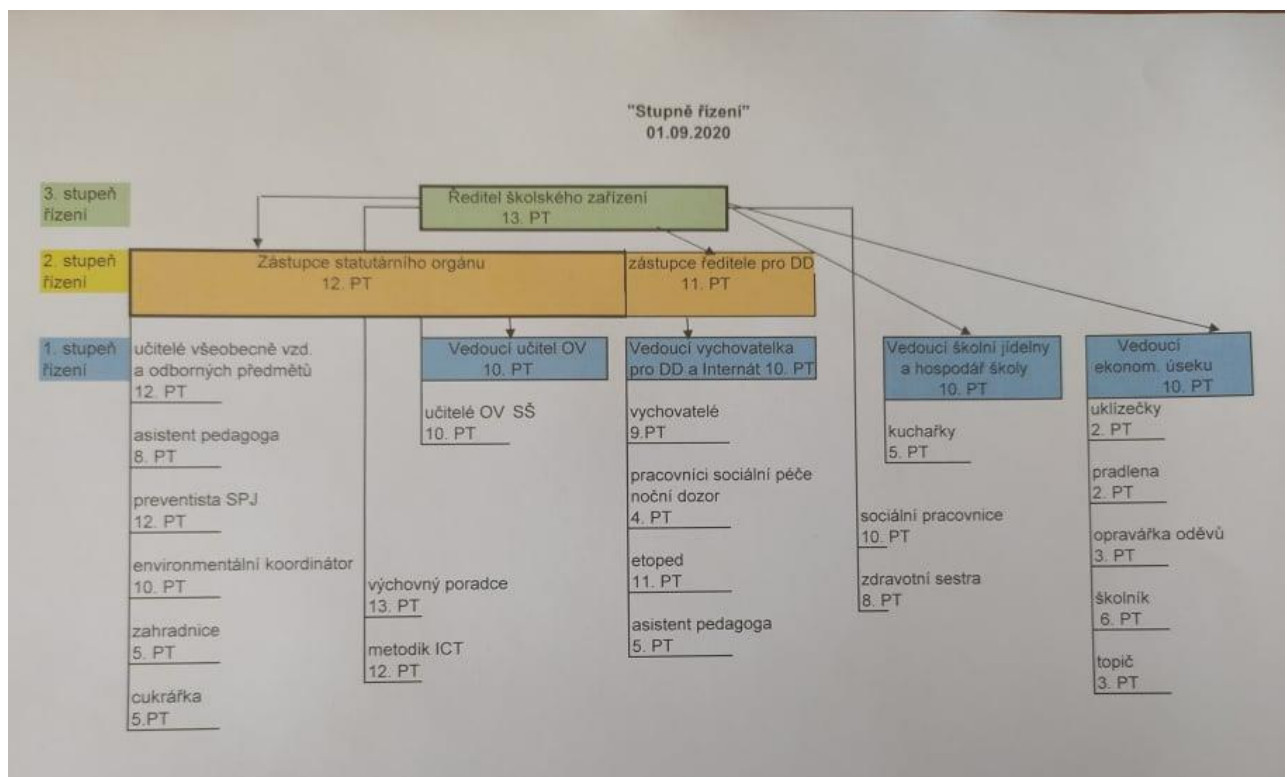 "Stupně řízení"
01.09.2020
3. stupeň
řízení
Ředitel školského zařízení
13. PT
2. stupeň
řízení
Zástupce statutárního orgánu
12. PT
zástupce ředitele pro DD
11. PT
1. stupeň
řízení
učitelé všeobecně vzd.
a odborných předmětů
12. PT
asistent pedagoga
8. PT
preventista SPJ
12. PT
environmentální koordinátor
10. PT
zahradnice
5. PT
cukrářka
5.PT
výchovný poradce
13. PT
metodik ICT
12. PT
Vedoucí učitel OV
10. PT
učitelé OV SŠ
10. PT
Vedoucí vychovatelka
pro DD a Internát 10. PT
vychovatelé
9.PT
pracovníci sociální péče
noční dozor
4. PT
etoped
11. PT
asistent pedagoga
5. PT
Vedoucí školní jídelny
a hospodář školy
10. PT
kuchařky
5. PT
sociální pracovnice
10. PT
zdravotní sestra
8. PT
Vedoucí
ekonom. úseku
10. PT
uklízečky
2. PT
pradlena
2. PT
opravářka oděvů
3. PT
školník
6. PT
topič
3. PT